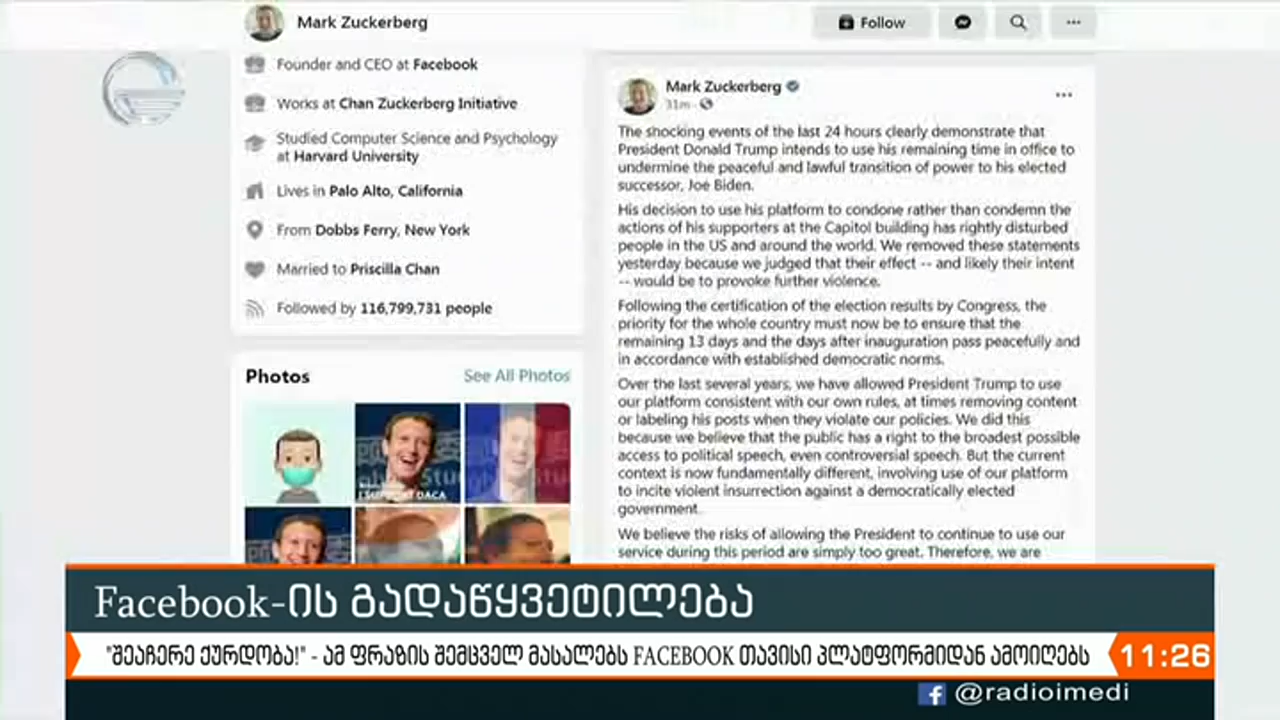 Mark Zuckerberg
Follow
Founder and CEO at Facebook
Works at Chan Zuckerberg Initiative
Studied Computer Science and Psychology
at Harvard University
Lives in Palo Alto, California
From Dobbs Ferry, New York
Married to Priscilla Chan
Followed by 116,799,731 people
Photos
See All Photos
I SUPPORT DACA
Mark Zuckerberg
31m
The shocking events of the last 24 hours clearly demonstrate that
President Donald Trump intends to use his remaining time in office to
undermine the peaceful and lawful transition of power to his elected
successor, Joe Biden.
His decision to use his platform to condone rather than condemn the
actions of his supporters at the Capitol building has rightly disturbed
people in the US and around the world. We removed these statements
yesterday because we judged that their effect -- and likely their intent
-- would be to provoke further violence.
Following the certification of the election results by Congress, the
priority for the whole country must now be to ensure that the
remaining 13 days and the days after inauguration pass peacefully and
in accordance with established democratic norms.
Over the last several years, we have allowed President Trump to use
our platform consistent with our own rules, at times removing content
or labeling his posts when they violate our policies. We did this
because we believe that the public has a right to the broadest possible
access to political speech, even controversial speech. But the current
context is now fundamentally different, involving use of our platform
to incite violent insurrection against a democratically elected
government.
We believe the risks of allowing the President to continue to use our
service during this period are simply too great. Therefore, we are
Facebook-ის გადაწყვეტილება
"შეაჩერე ქურდობა!" - ამ ფრაზის შემცველ მასალებს FACEBOOK თავისი პლატფორმიდან ამოიღებს
11:26
@radioimedi